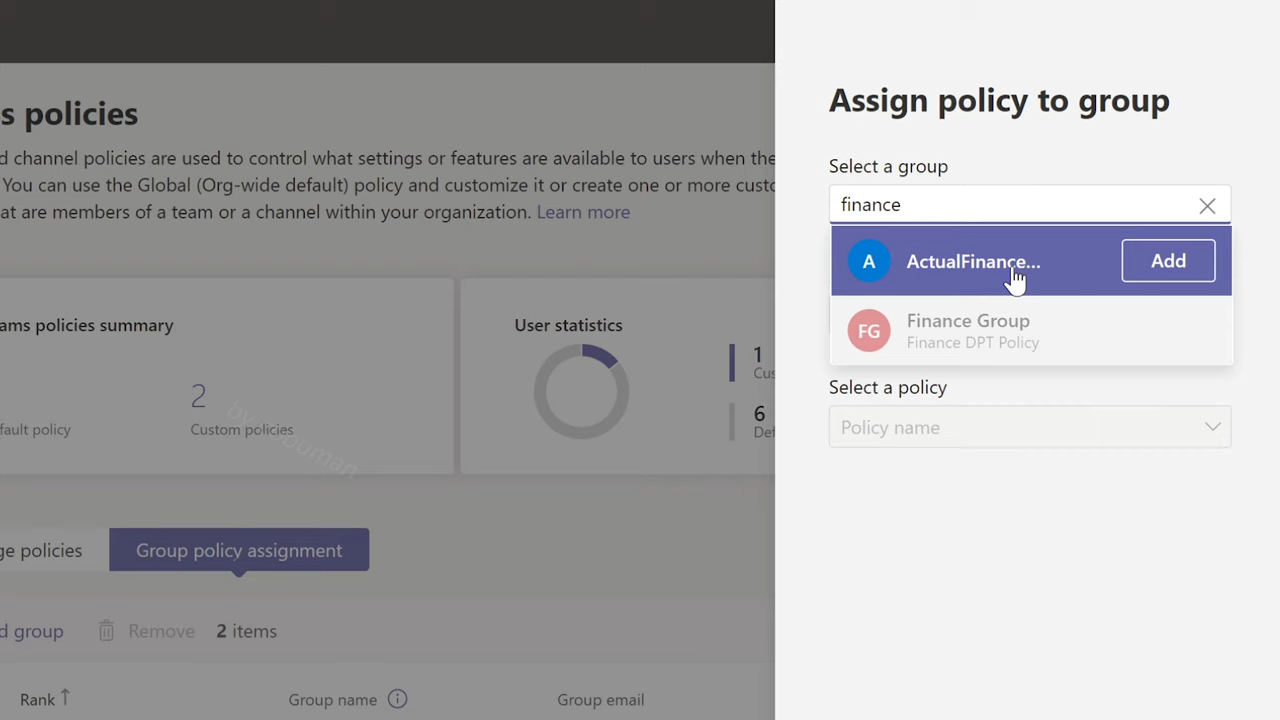 s policies
d channel policies are used to control what settings or features are available to users when the
You can use the Global (Org-wide default) policy and customize it or create one or more custo
at are members of a team or a channel within your organization. Learn more
ams policies summary
2
fault policy
Custom policies
User statistics
1
Cus
6
Def
ge policies
Group policy assignment
d group
Remove
2 items
Rank
Group name
Group email
Assign policy to group
Select a group
finance
A
ActualFinance...
Add
FG
Finance Group
Finance DPT Policy
Select a policy
Policy name